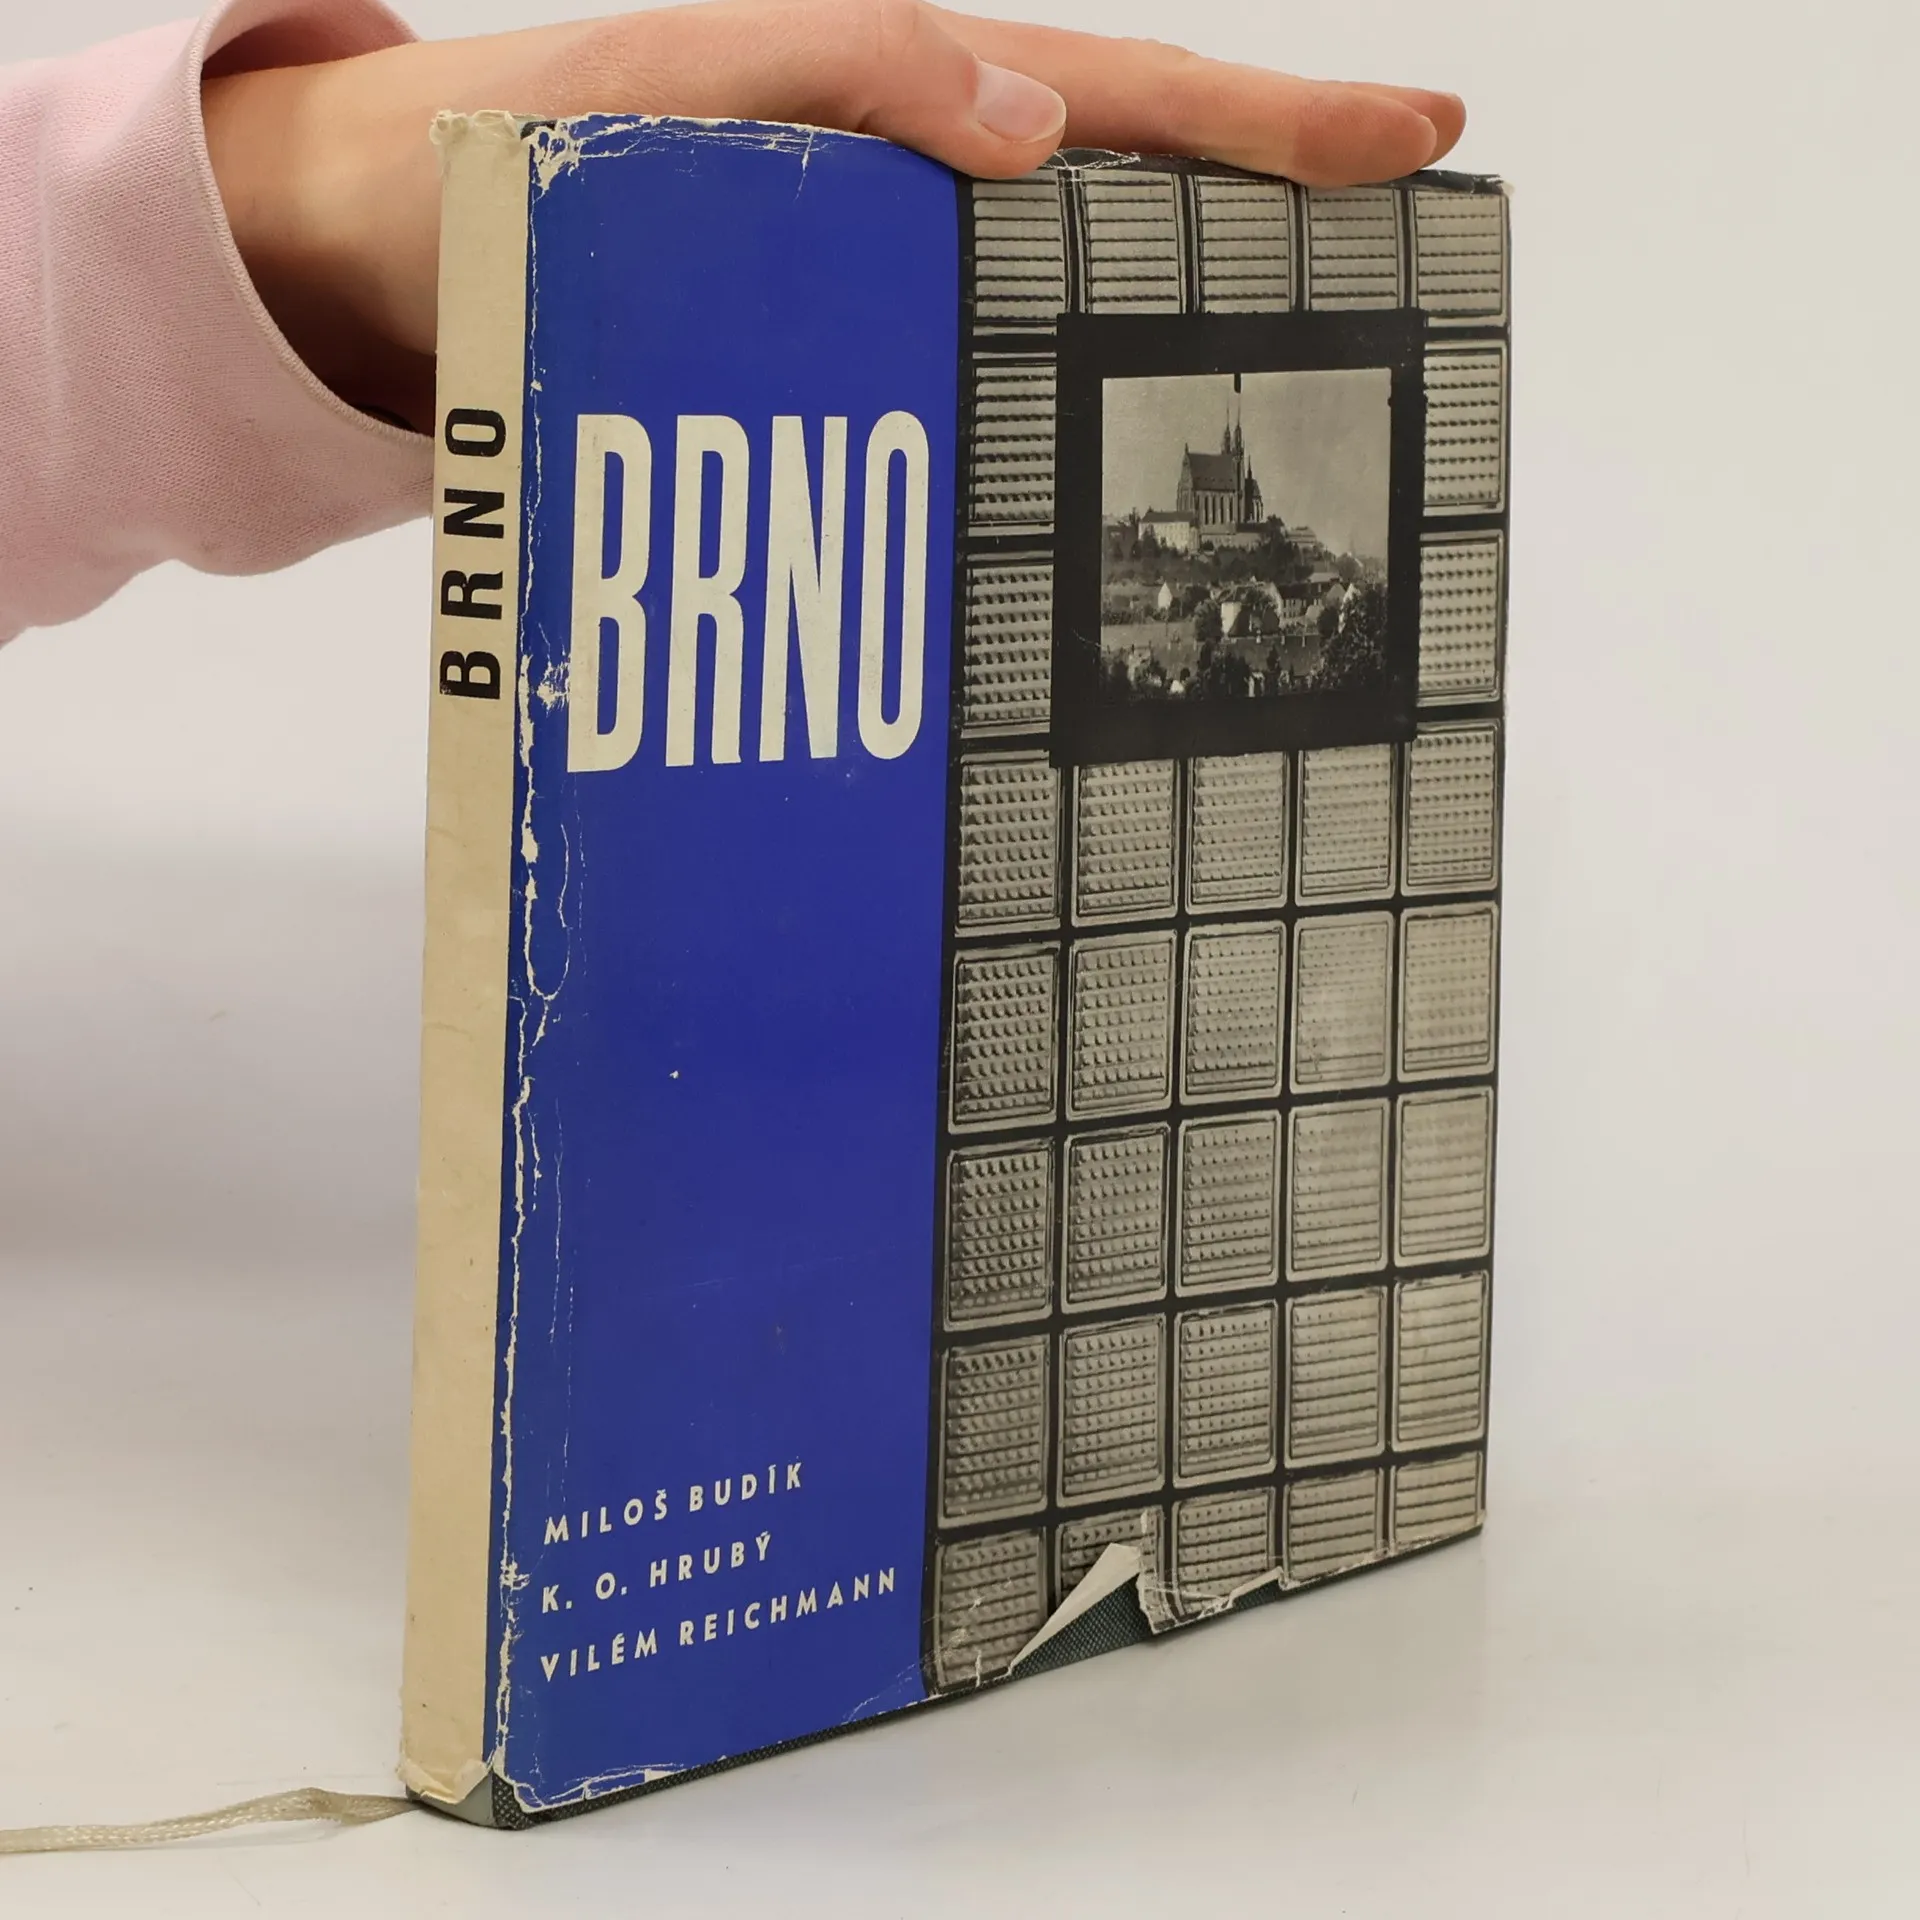 BRNO
BRNO
MILOŠ BUDÍK
K. O. HRUBÝ
VILÉM REICHMANN